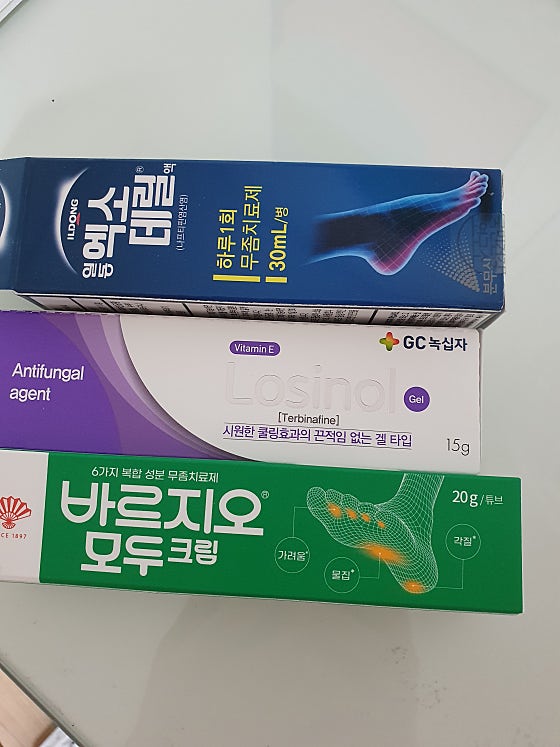 ILDONG
일동
엑소
데릴®
액
(나프티핀염산염)
하루1회
무좀치료제
30mL/병
Antifungal
agent
Vitamin E
GC 녹십자
Losinol
Gel
[Terbinafine]
시원한 쿨링효과의 끈적임 없는 겔 타입
15g
6가지 복합 성분 무좀치료제
바르지오®
모두 크림
20g/튜브
가려움*
물집*
각질*
CE 1897